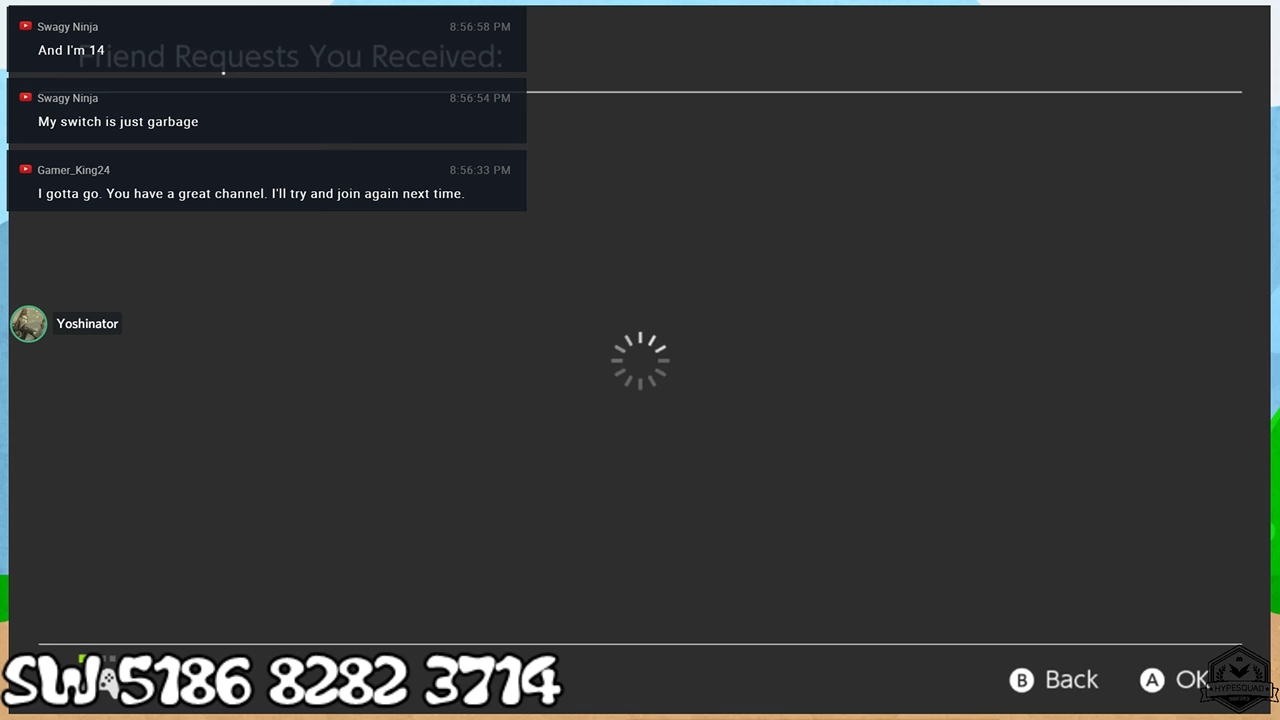 Swagy Ninja 8:56:58 PM
And I'm 14
Friend Requests You Received:
Swagy Ninja 8:56:54 PM
My switch is just garbage
Gamer_King24 8:56:33 PM
I gotta go. You have a great channel. I'll try and join again next time.
Yoshinator
SW 5186 8282 3714
B Back A OK
HYPESQUAD